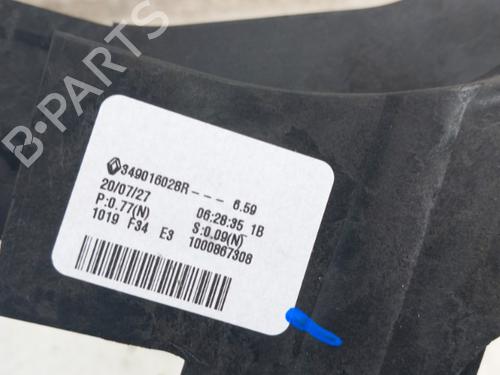 B-PARTS
349016028R--- 6.59
20/07/27 06:28:35 1B
P:0.77(N) S:0.09(N)
1019 F34 E3 1000867308